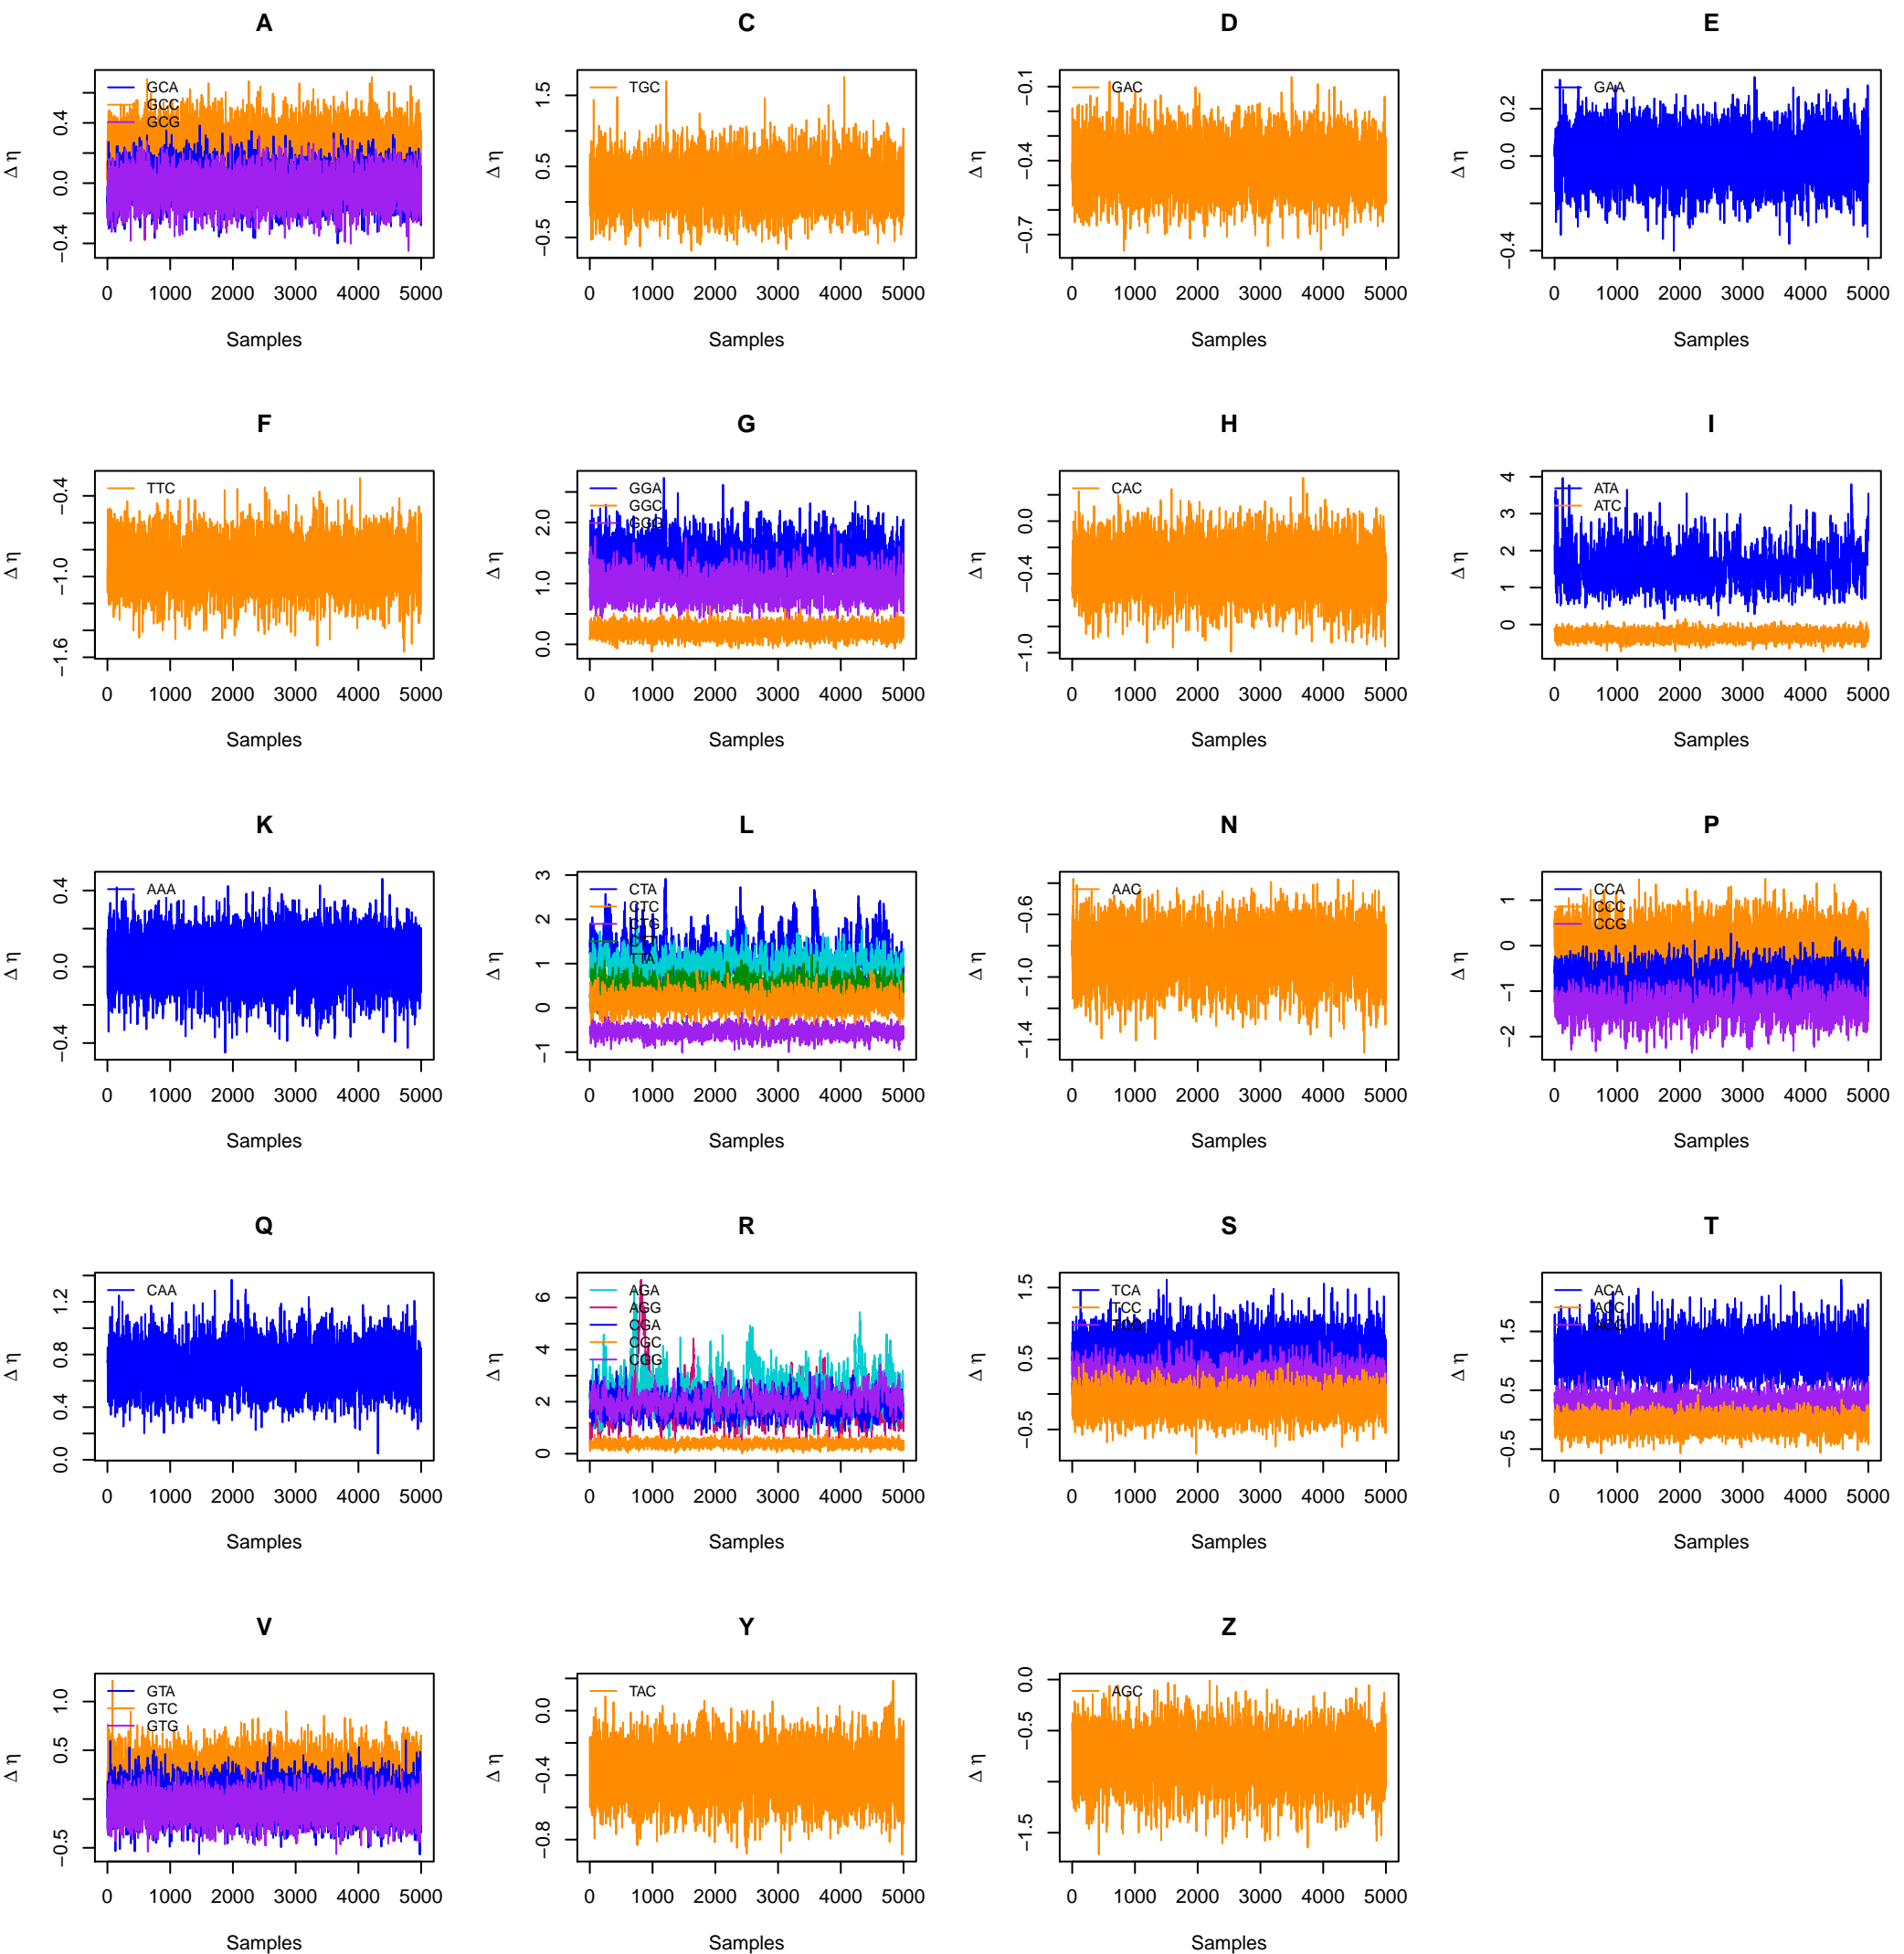 A
Δ η
−0.4 0.0 0.4
GCA
GCC
GCG
0 1000 2000 3000 4000 5000
Samples
C
Δ η
−0.5 0.5 1.5
TGC
0 1000 2000 3000 4000 5000
Samples
D
Δ η
−0.7 −0.4 −0.1
GAC
0 1000 2000 3000 4000 5000
Samples
E
Δ η
−0.4 0.0 0.2
GAA
0 1000 2000 3000 4000 5000
Samples
F
Δ η
−1.6 −1.0 −0.4
TTC
0 1000 2000 3000 4000 5000
Samples
G
Δ η
0.0 1.0 2.0
GGA
GGC
GGG
0 1000 2000 3000 4000 5000
Samples
H
Δ η
−1.0 −0.4 0.0
CAC
0 1000 2000 3000 4000 5000
Samples
I
Δ η
0 1 2 3 4
ATA
ATC
0 1000 2000 3000 4000 5000
Samples
K
Δ η
−0.4 0.0 0.4
AAA
0 1000 2000 3000 4000 5000
Samples
L
Δ η
−1 0 1 2 3
CTA
CTC
CTG
CTT
TTA
0 1000 2000 3000 4000 5000
Samples
N
Δ η
−1.4 −1.0 −0.6
AAC
0 1000 2000 3000 4000 5000
Samples
P
Δ η
−2 −1 0 1
CCA
CCC
CCG
0 1000 2000 3000 4000 5000
Samples
Q
Δ η
0.0 0.4 0.8 1.2
CAA
0 1000 2000 3000 4000 5000
Samples
R
Δ η
0 2 4 6
AGA
AGG
CGA
CGC
CGG
0 1000 2000 3000 4000 5000
Samples
S
Δ η
−0.5 0.5 1.5
TCA
TCC
TCG
0 1000 2000 3000 4000 5000
Samples
T
Δ η
−0.5 0.5 1.5
ACA
ACC
ACG
0 1000 2000 3000 4000 5000
Samples
V
Δ η
−0.5 0.5 1.0
GTA
GTC
GTG
0 1000 2000 3000 4000 5000
Samples
Y
Δ η
−0.8 −0.4 0.0
TAC
0 1000 2000 3000 4000 5000
Samples
Z
Δ η
−1.5 −0.5 0.0
AGC
0 1000 2000 3000 4000 5000
Samples